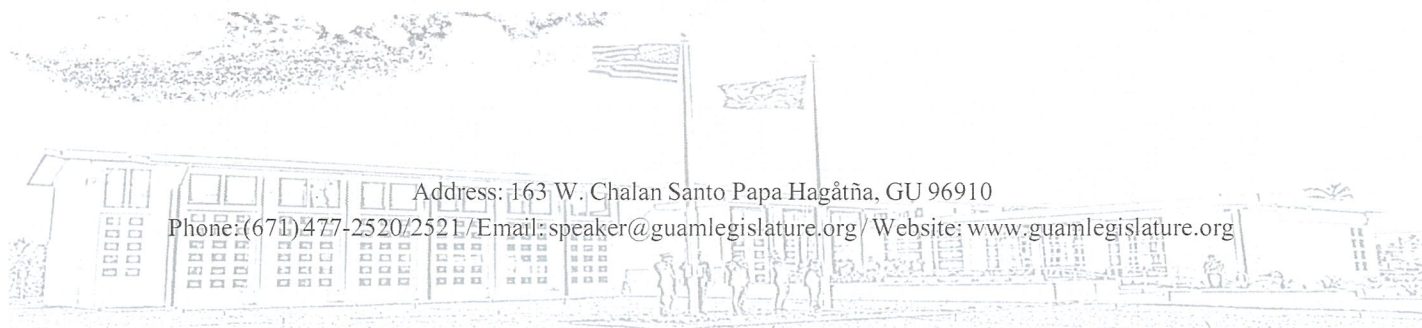 Address: 163 W. Chalan Santo Papa Hagåtña, GU 96910
Phone: (671)477-2520/2521 / Email: speaker@guamlegislature.org / Website: www.guamlegislature.org